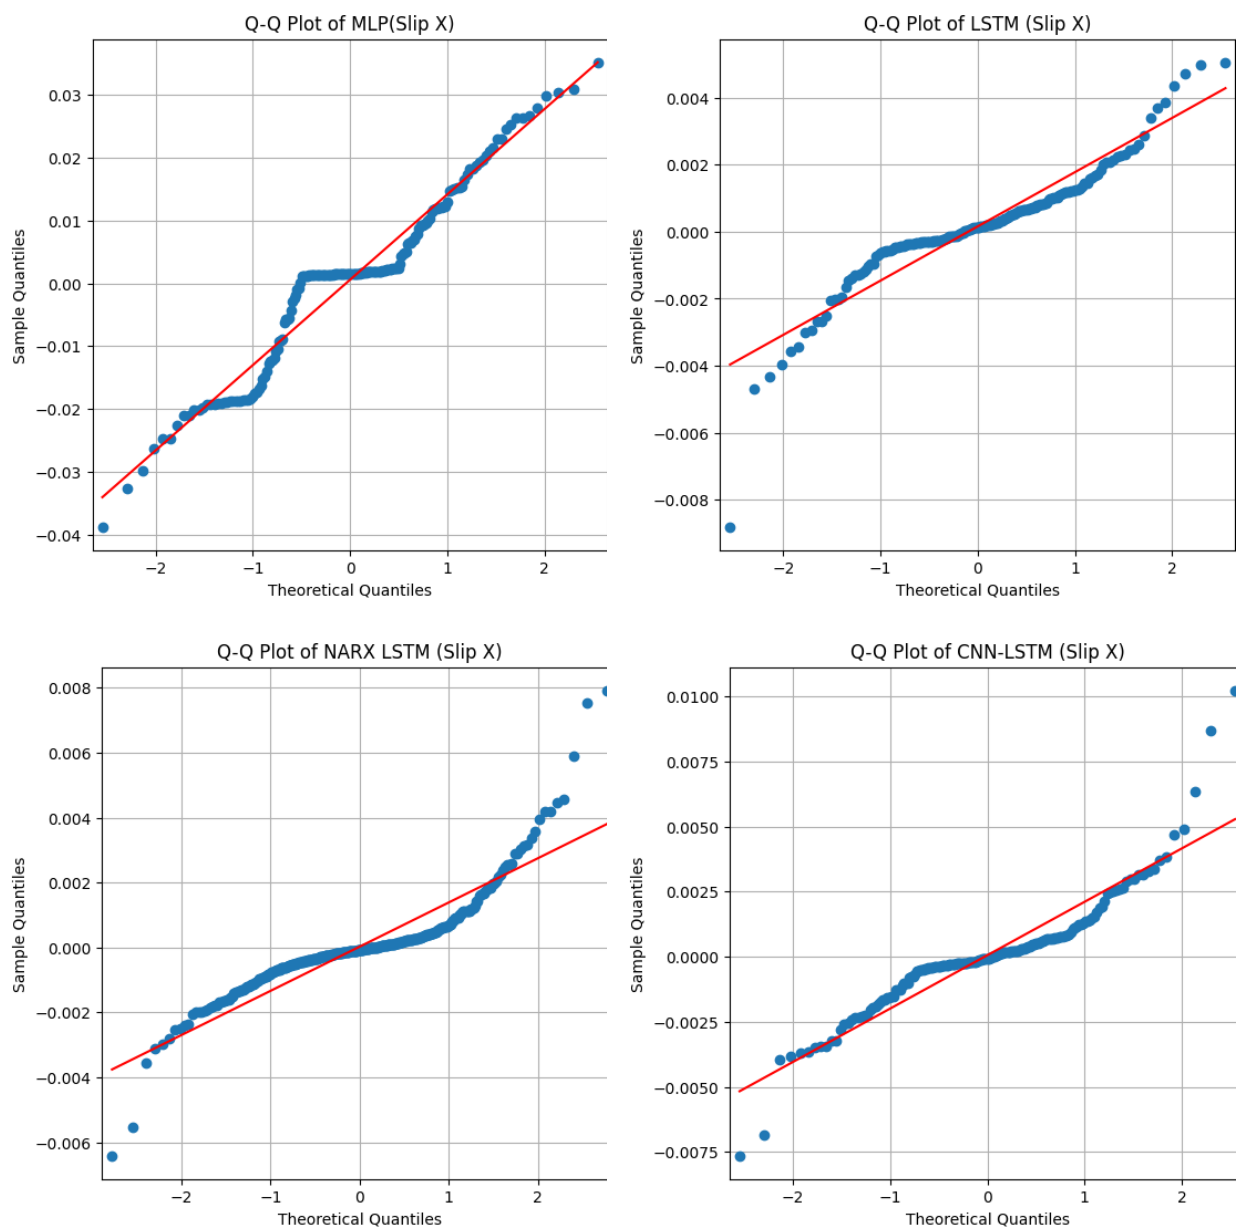 Q-Q Plot of MLP(Slip X)
0.03
0.02
0.01
0.00
−0.01
−0.02
−0.03
−0.04
Sample Quantiles
−2 −1 0 1 2
Theoretical Quantiles
Q-Q Plot of LSTM (Slip X)
0.004
0.002
0.000
−0.002
−0.004
−0.006
−0.008
Sample Quantiles
−2 −1 0 1 2
Theoretical Quantiles
Q-Q Plot of NARX LSTM (Slip X)
0.008
0.006
0.004
0.002
0.000
−0.002
−0.004
−0.006
Sample Quantiles
−2 −1 0 1 2
Theoretical Quantiles
Q-Q Plot of CNN-LSTM (Slip X)
0.0100
0.0075
0.0050
0.0025
0.0000
−0.0025
−0.0050
−0.0075
Sample Quantiles
−2 −1 0 1 2
Theoretical Quantiles